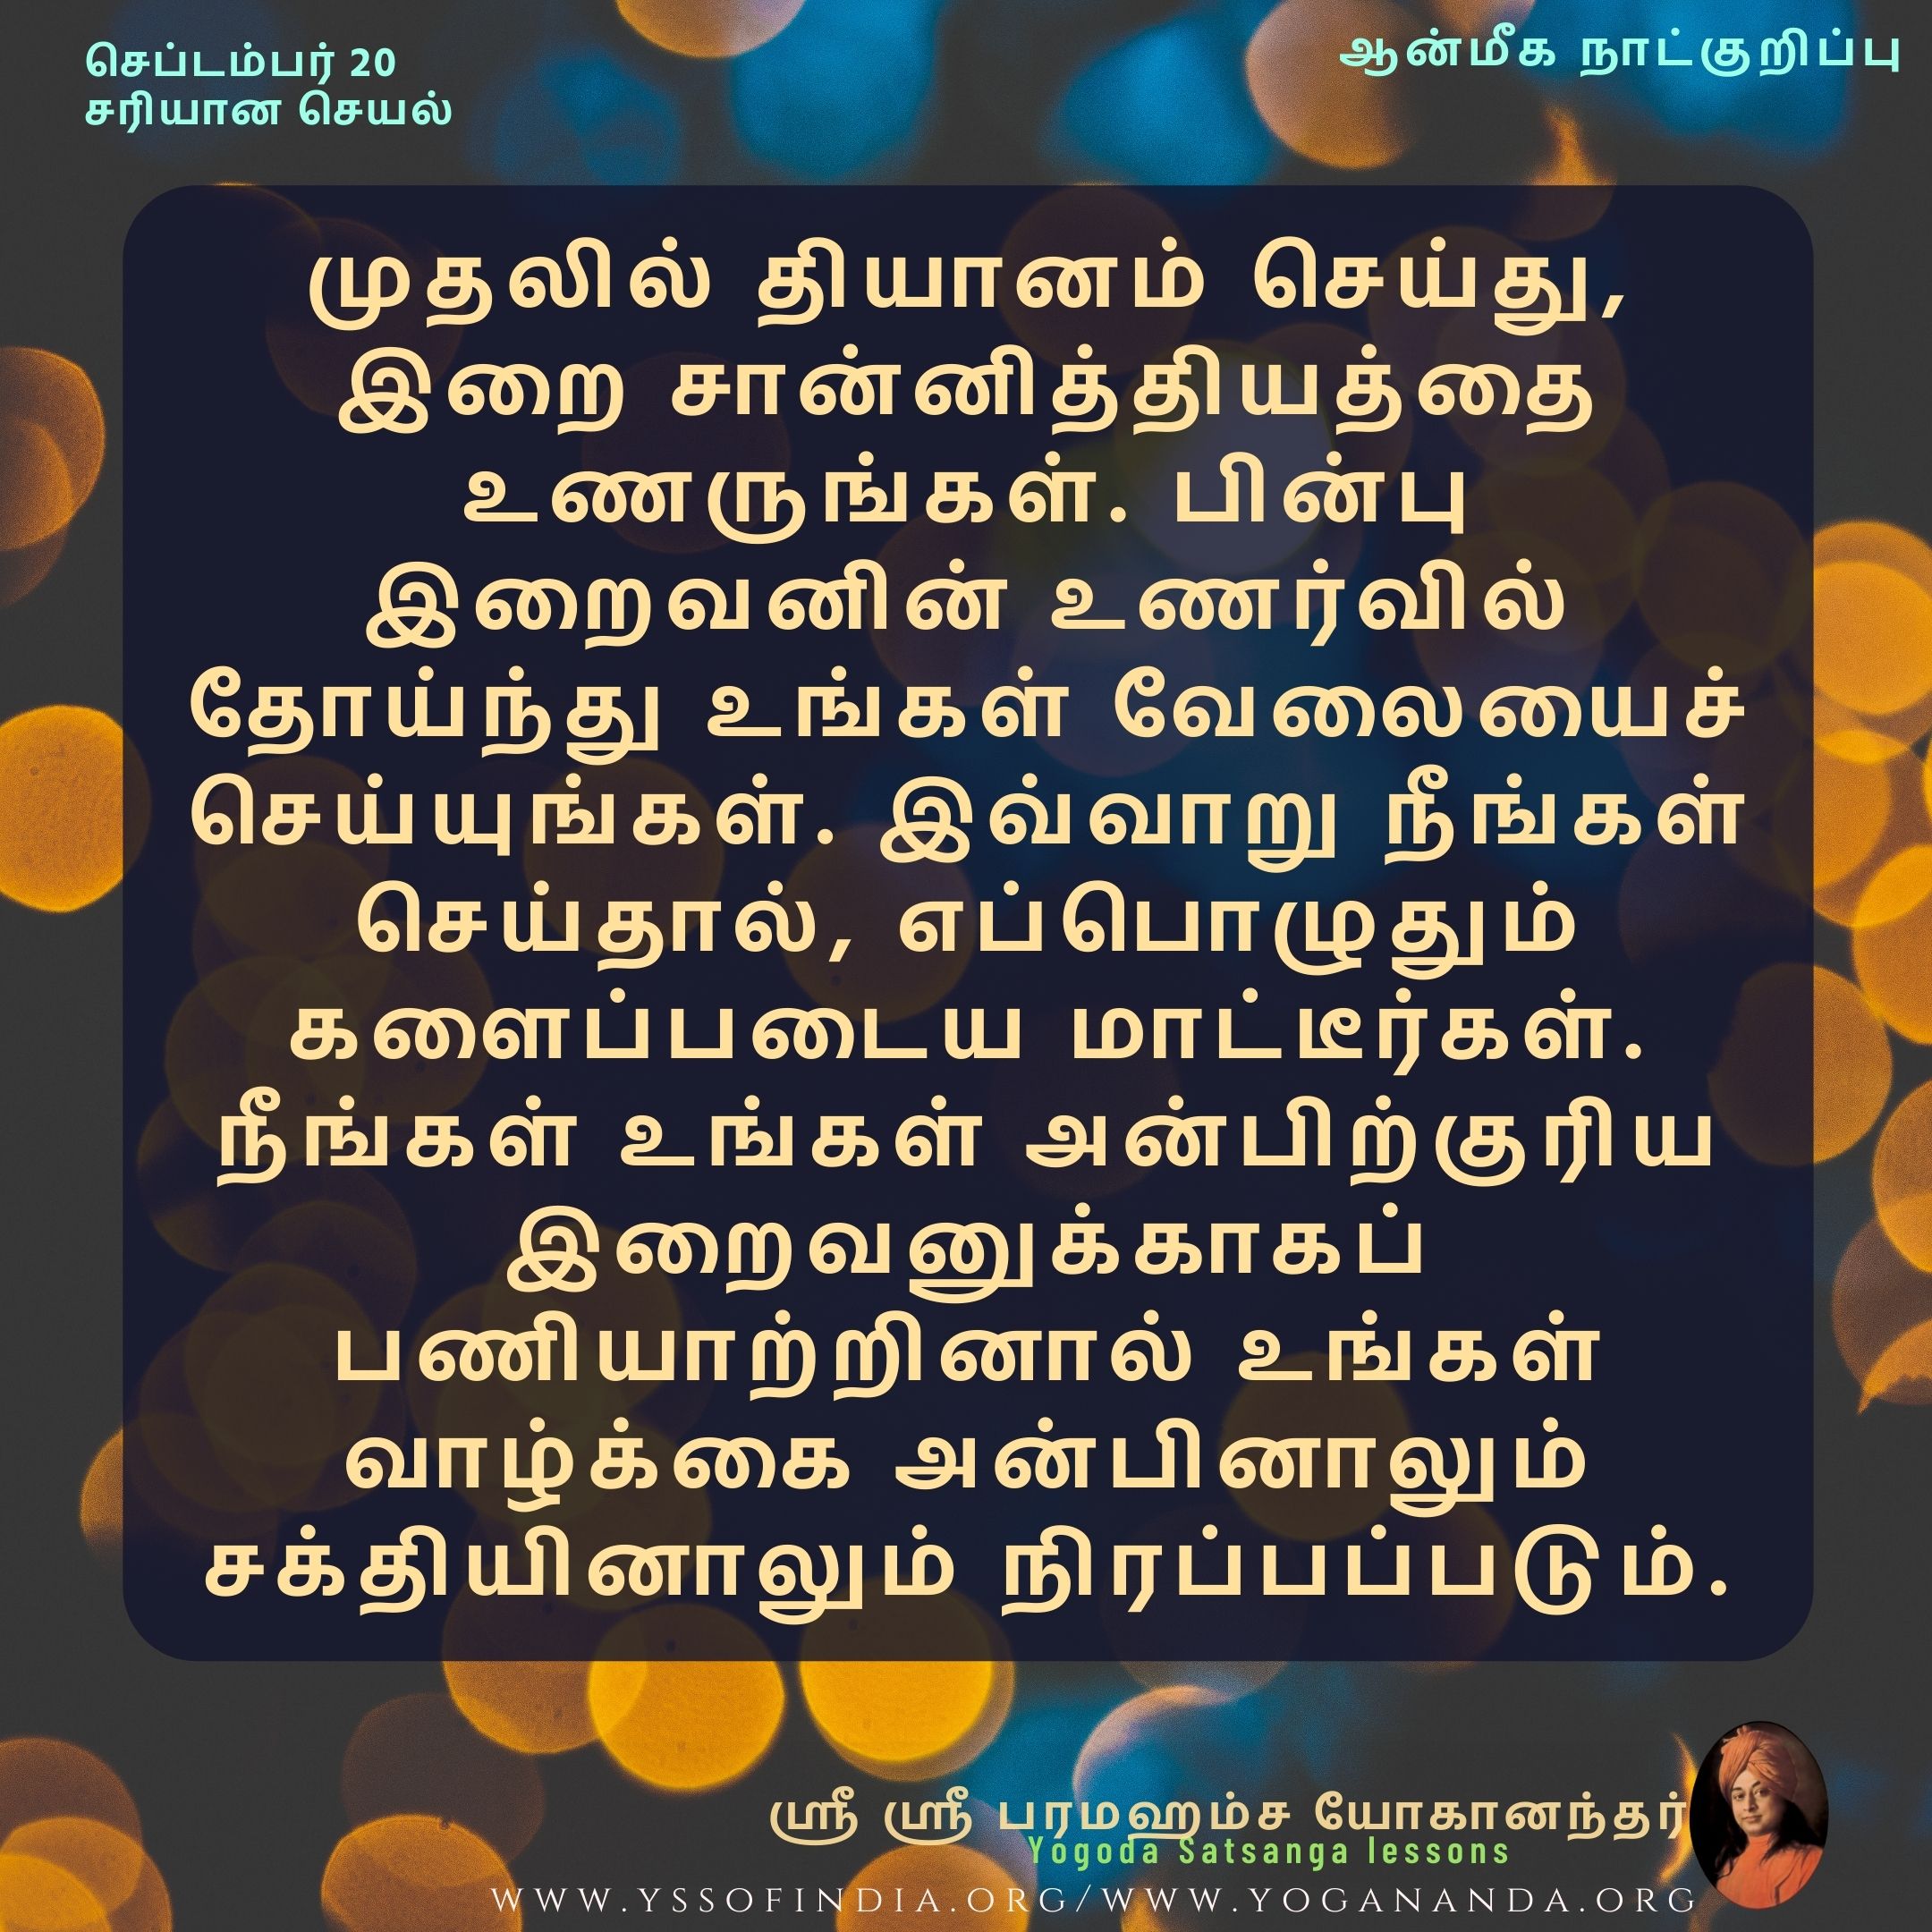 செப்டம்பர் 20
சரியான செயல்
ஆன்மீக நாட்குறிப்பு
முதலில் தியானம் செய்து,
இறை சான்னித்தியத்தை
உணருங்கள். பின்பு
இறைவனின் உணர்வில்
தோய்ந்து உங்கள் வேலையைச்
செய்யுங்கள். இவ்வாறு நீங்கள்
செய்தால், எப்பொழுதும்
களைப்படைய மாட்டீர்கள்.
நீங்கள் உங்கள் அன்பிற்குரிய
இறைவனுக்காகப்
பணியாற்றினால் உங்கள்
வாழ்க்கை அன்பினாலும்
சக்தியினாலும் நிரப்பப்படும்.
ஸ்ரீ ஸ்ரீ பரமஹம்ச யோகானந்தர்
Yogoda Satsanga lessons
WWW.YSSOFINDIA.ORG/WWW.YOGANANDA.ORG